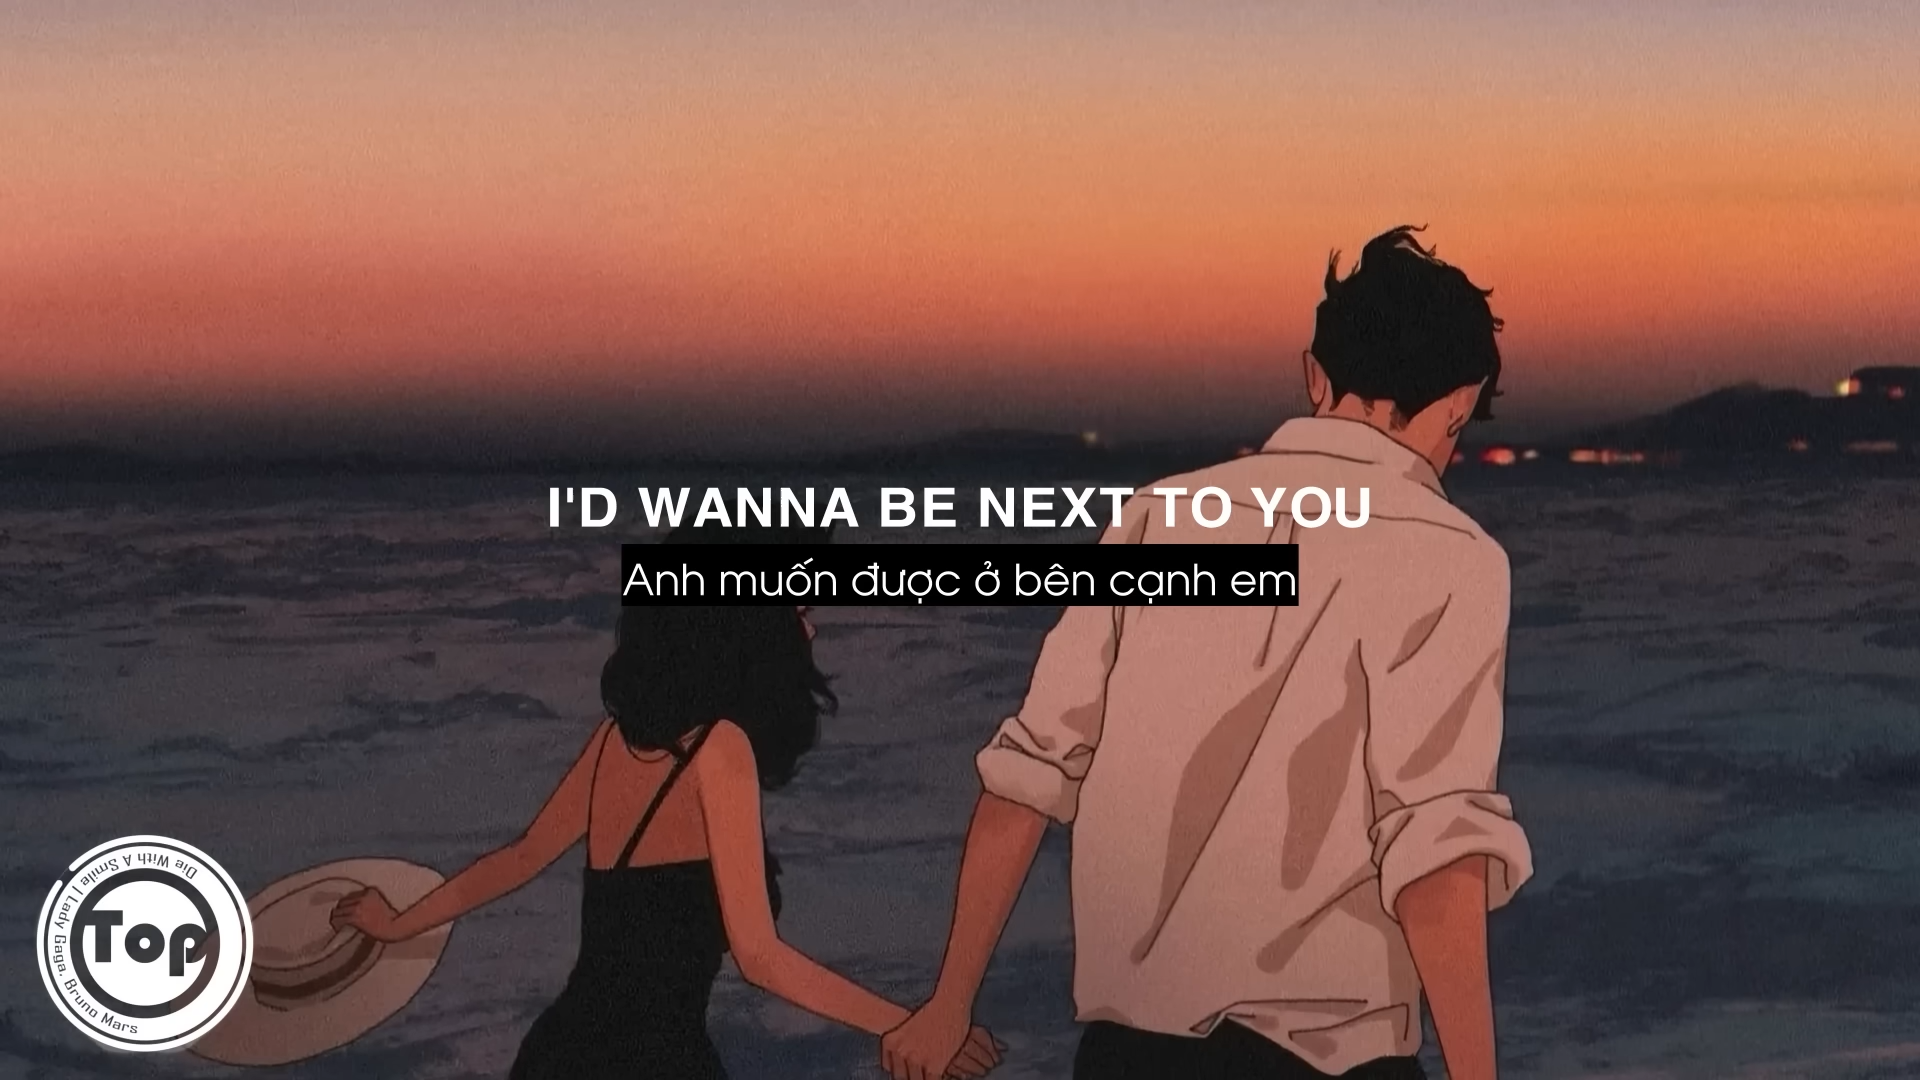 I'D WANNA BE NEXT TO YOU
Anh muốn được ở bên cạnh em
Top
Die With A Smile | Lady Gaga, Bruno Mars